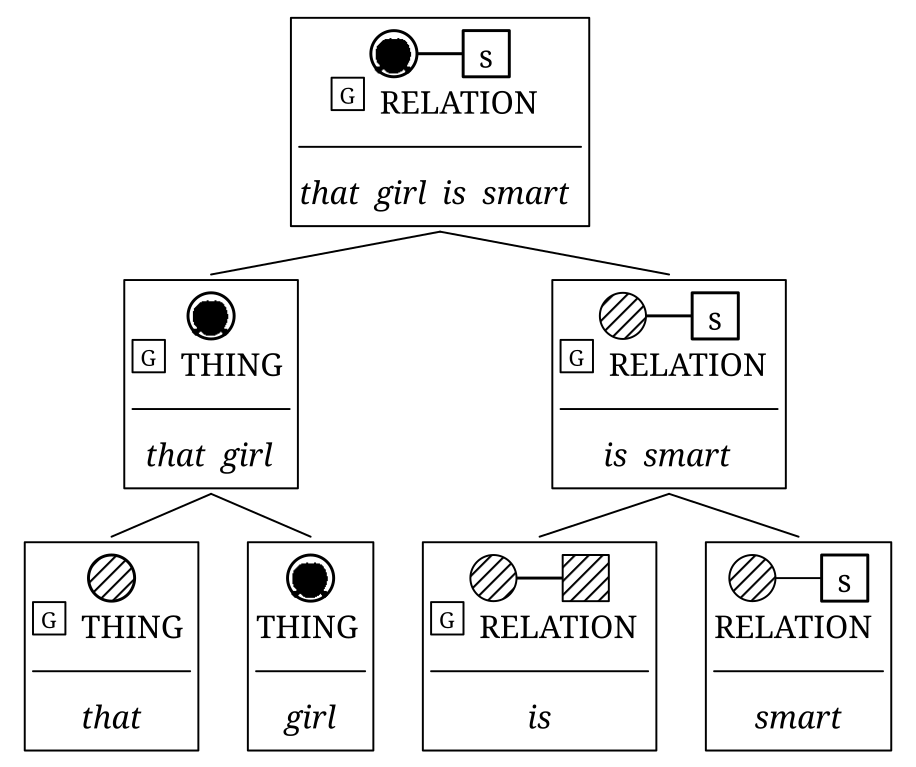 s
G RELATION
that girl is smart
G THING
that girl
s
G RELATION
is smart
G THING
that
THING
girl
G RELATION
is
s
RELATION
smart